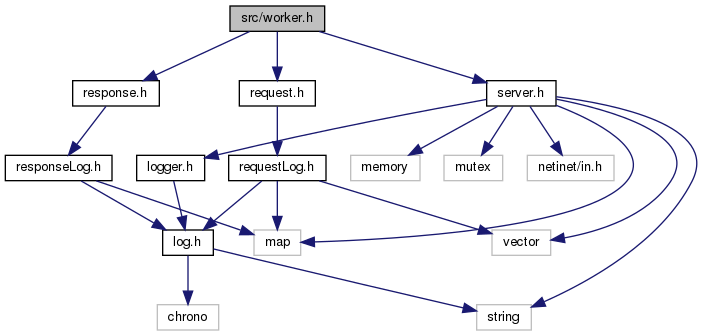 src/worker.h
response.h
request.h
server.h
responseLog.h
logger.h
requestLog.h
memory
mutex
netinet/in.h
log.h
map
vector
chrono
string